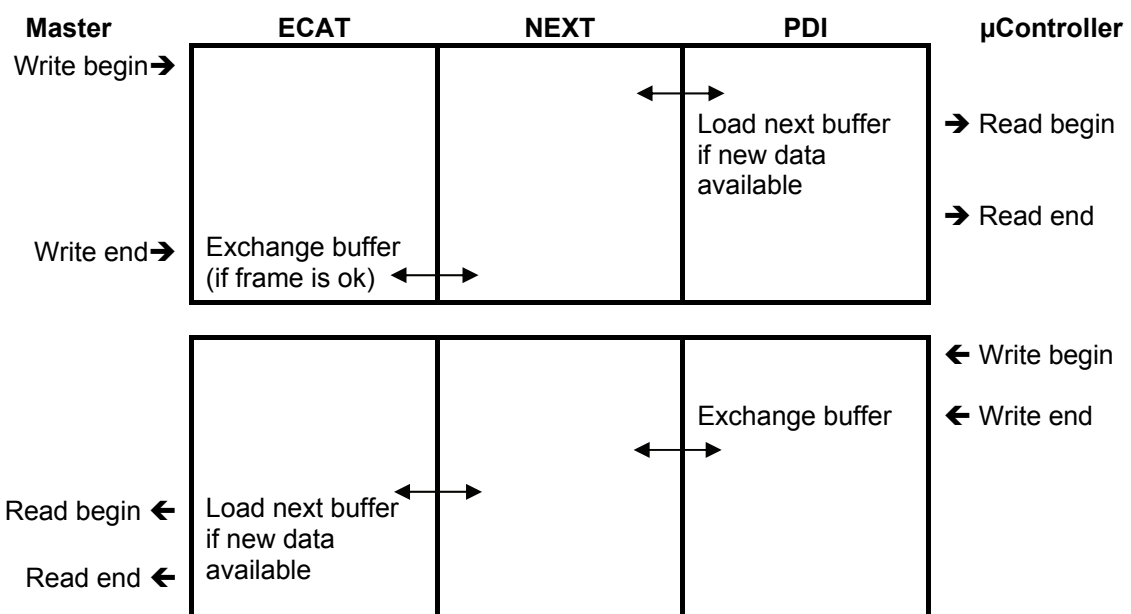 Master ECAT NEXT PDI µController
Write begin➔
Load next buffer ➔ Read begin
if new data
available
➔ Read end
Write end➔ Exchange buffer
(if frame is ok)
🡰 Write begin
Exchange buffer 🡰 Write end
Read begin 🡰 Load next buffer
if new data
Read end 🡰 available